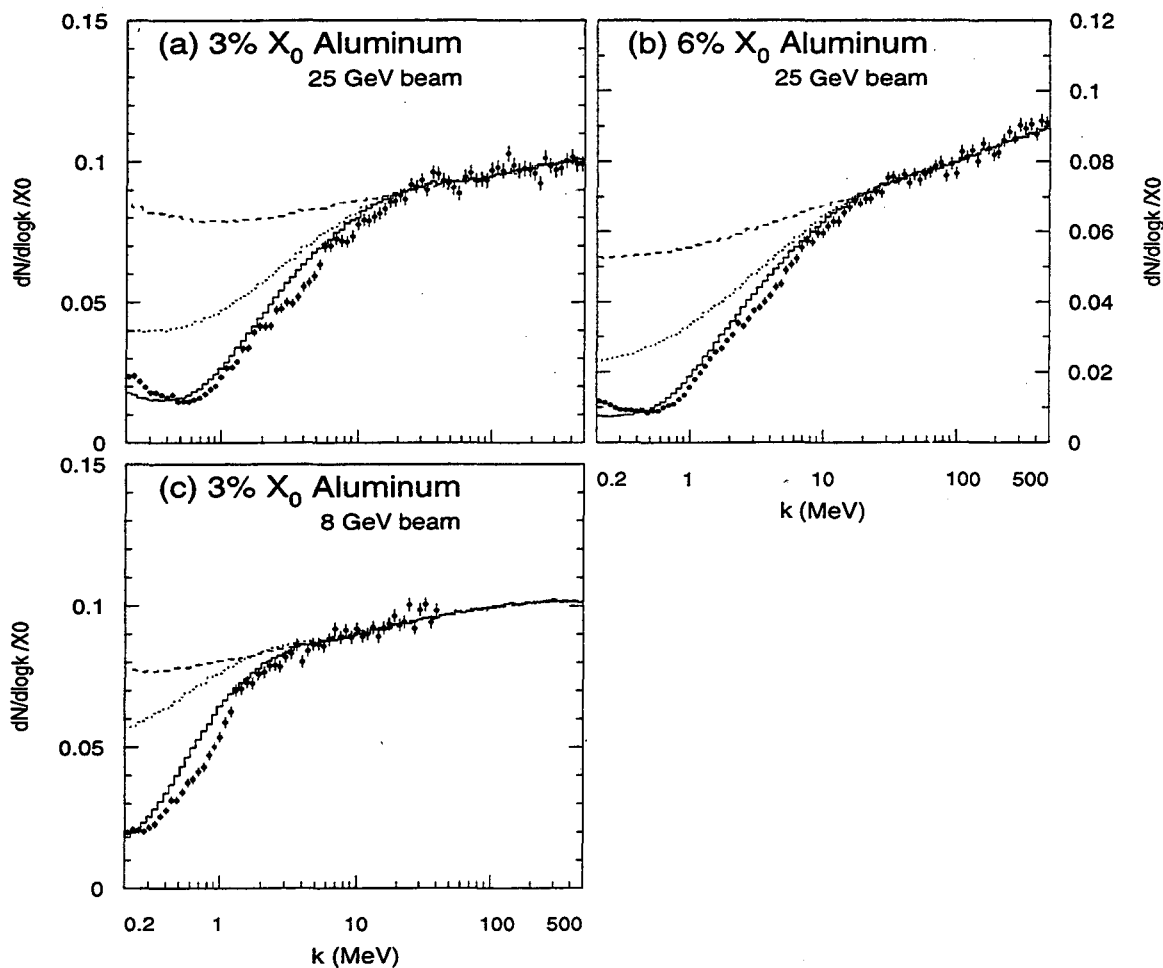 (a) 3% X0 Aluminum
25 GeV beam
0.15
0.1
0.05
0
dN/dlogk /X0
(b) 6% X0 Aluminum
25 GeV beam
0.12
0.1
0.08
0.06
0.04
0.02
0
dN/dlogk /X0
0.2 1 10 100 500
k (MeV)
(c) 3% X0 Aluminum
8 GeV beam
0.15
0.1
0.05
0
dN/dlogk /X0
0.2 1 10 100 500
k (MeV)